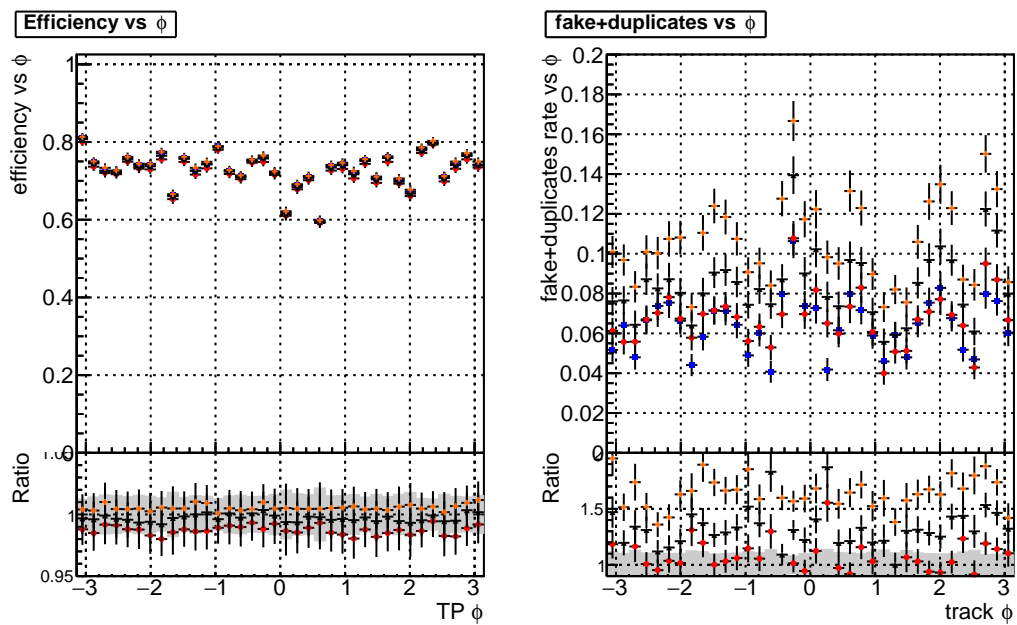 Efficiency vs ϕ
efficiency vs ϕ
1
0.8
0.6
0.4
0.2
0
Ratio
1.05
1
0.95
−3 −2 −1 0 1 2 3
TP ϕ
fake+duplicates vs ϕ
fake+duplicates rate vs ϕ
0.2
0.18
0.16
0.14
0.12
0.1
0.08
0.06
0.04
0.02
0
Ratio
1.5
1
−3 −2 −1 0 1 2 3
track ϕ